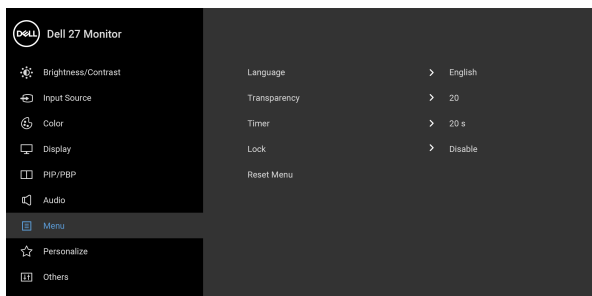 DELL Dell 27 Monitor
Brightness/Contrast
Input Source
Color
Display
PIP/PBP
Audio
Menu
Personalize
Others
Language > English
Transparency > 20
Timer > 20 s
Lock > Disable
Reset Menu